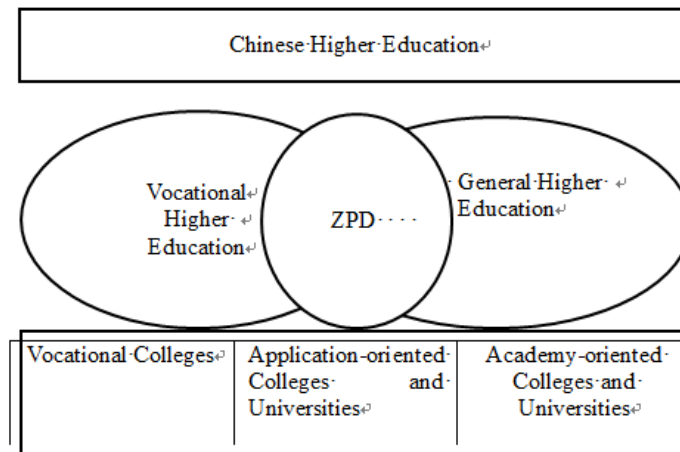 Chinese Higher Education
Vocational
Higher
Education
ZPD
General Higher
Education
Vocational Colleges
Application-oriented
Colleges and
Universities
Academy-oriented
Colleges and
Universities